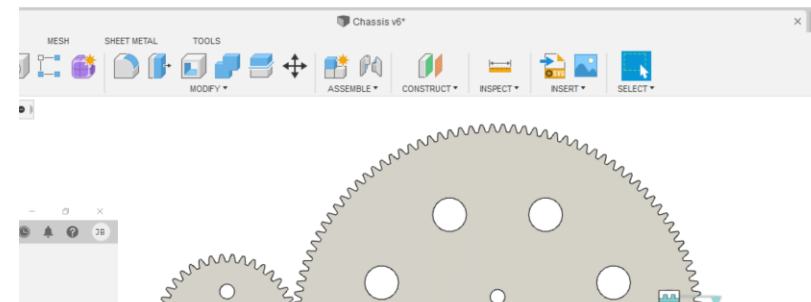 Chassis v6*
MESH SHEET METAL TOOLS
MODIFY ASSEMBLE CONSTRUCT INSPECT INSERT SELECT
JB